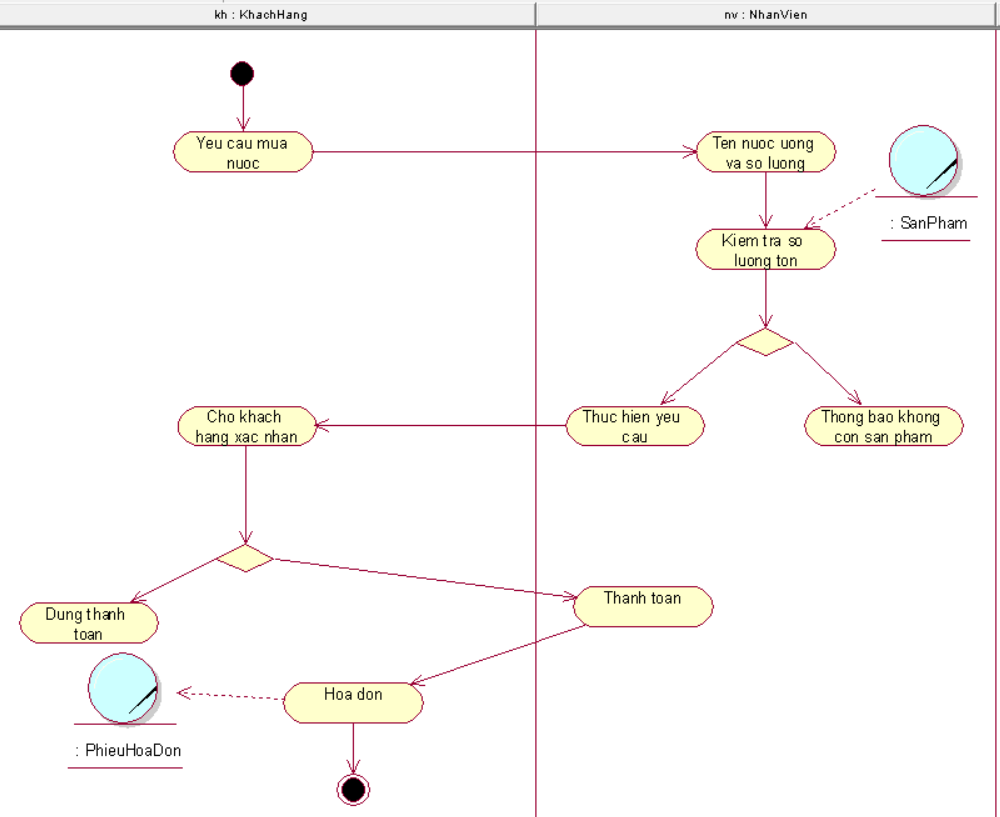 kh : KhachHang
nv : NhanVien
Yeu cau mua
nuoc
Ten nuoc uong
va so luong
: SanPham
Kiem tra so
luong ton
Cho khach
hang xac nhan
Thuc hien yeu
cau
Thong bao khong
con san pham
Dung thanh
toan
Thanh toan
Hoa don
: PhieuHoaDon